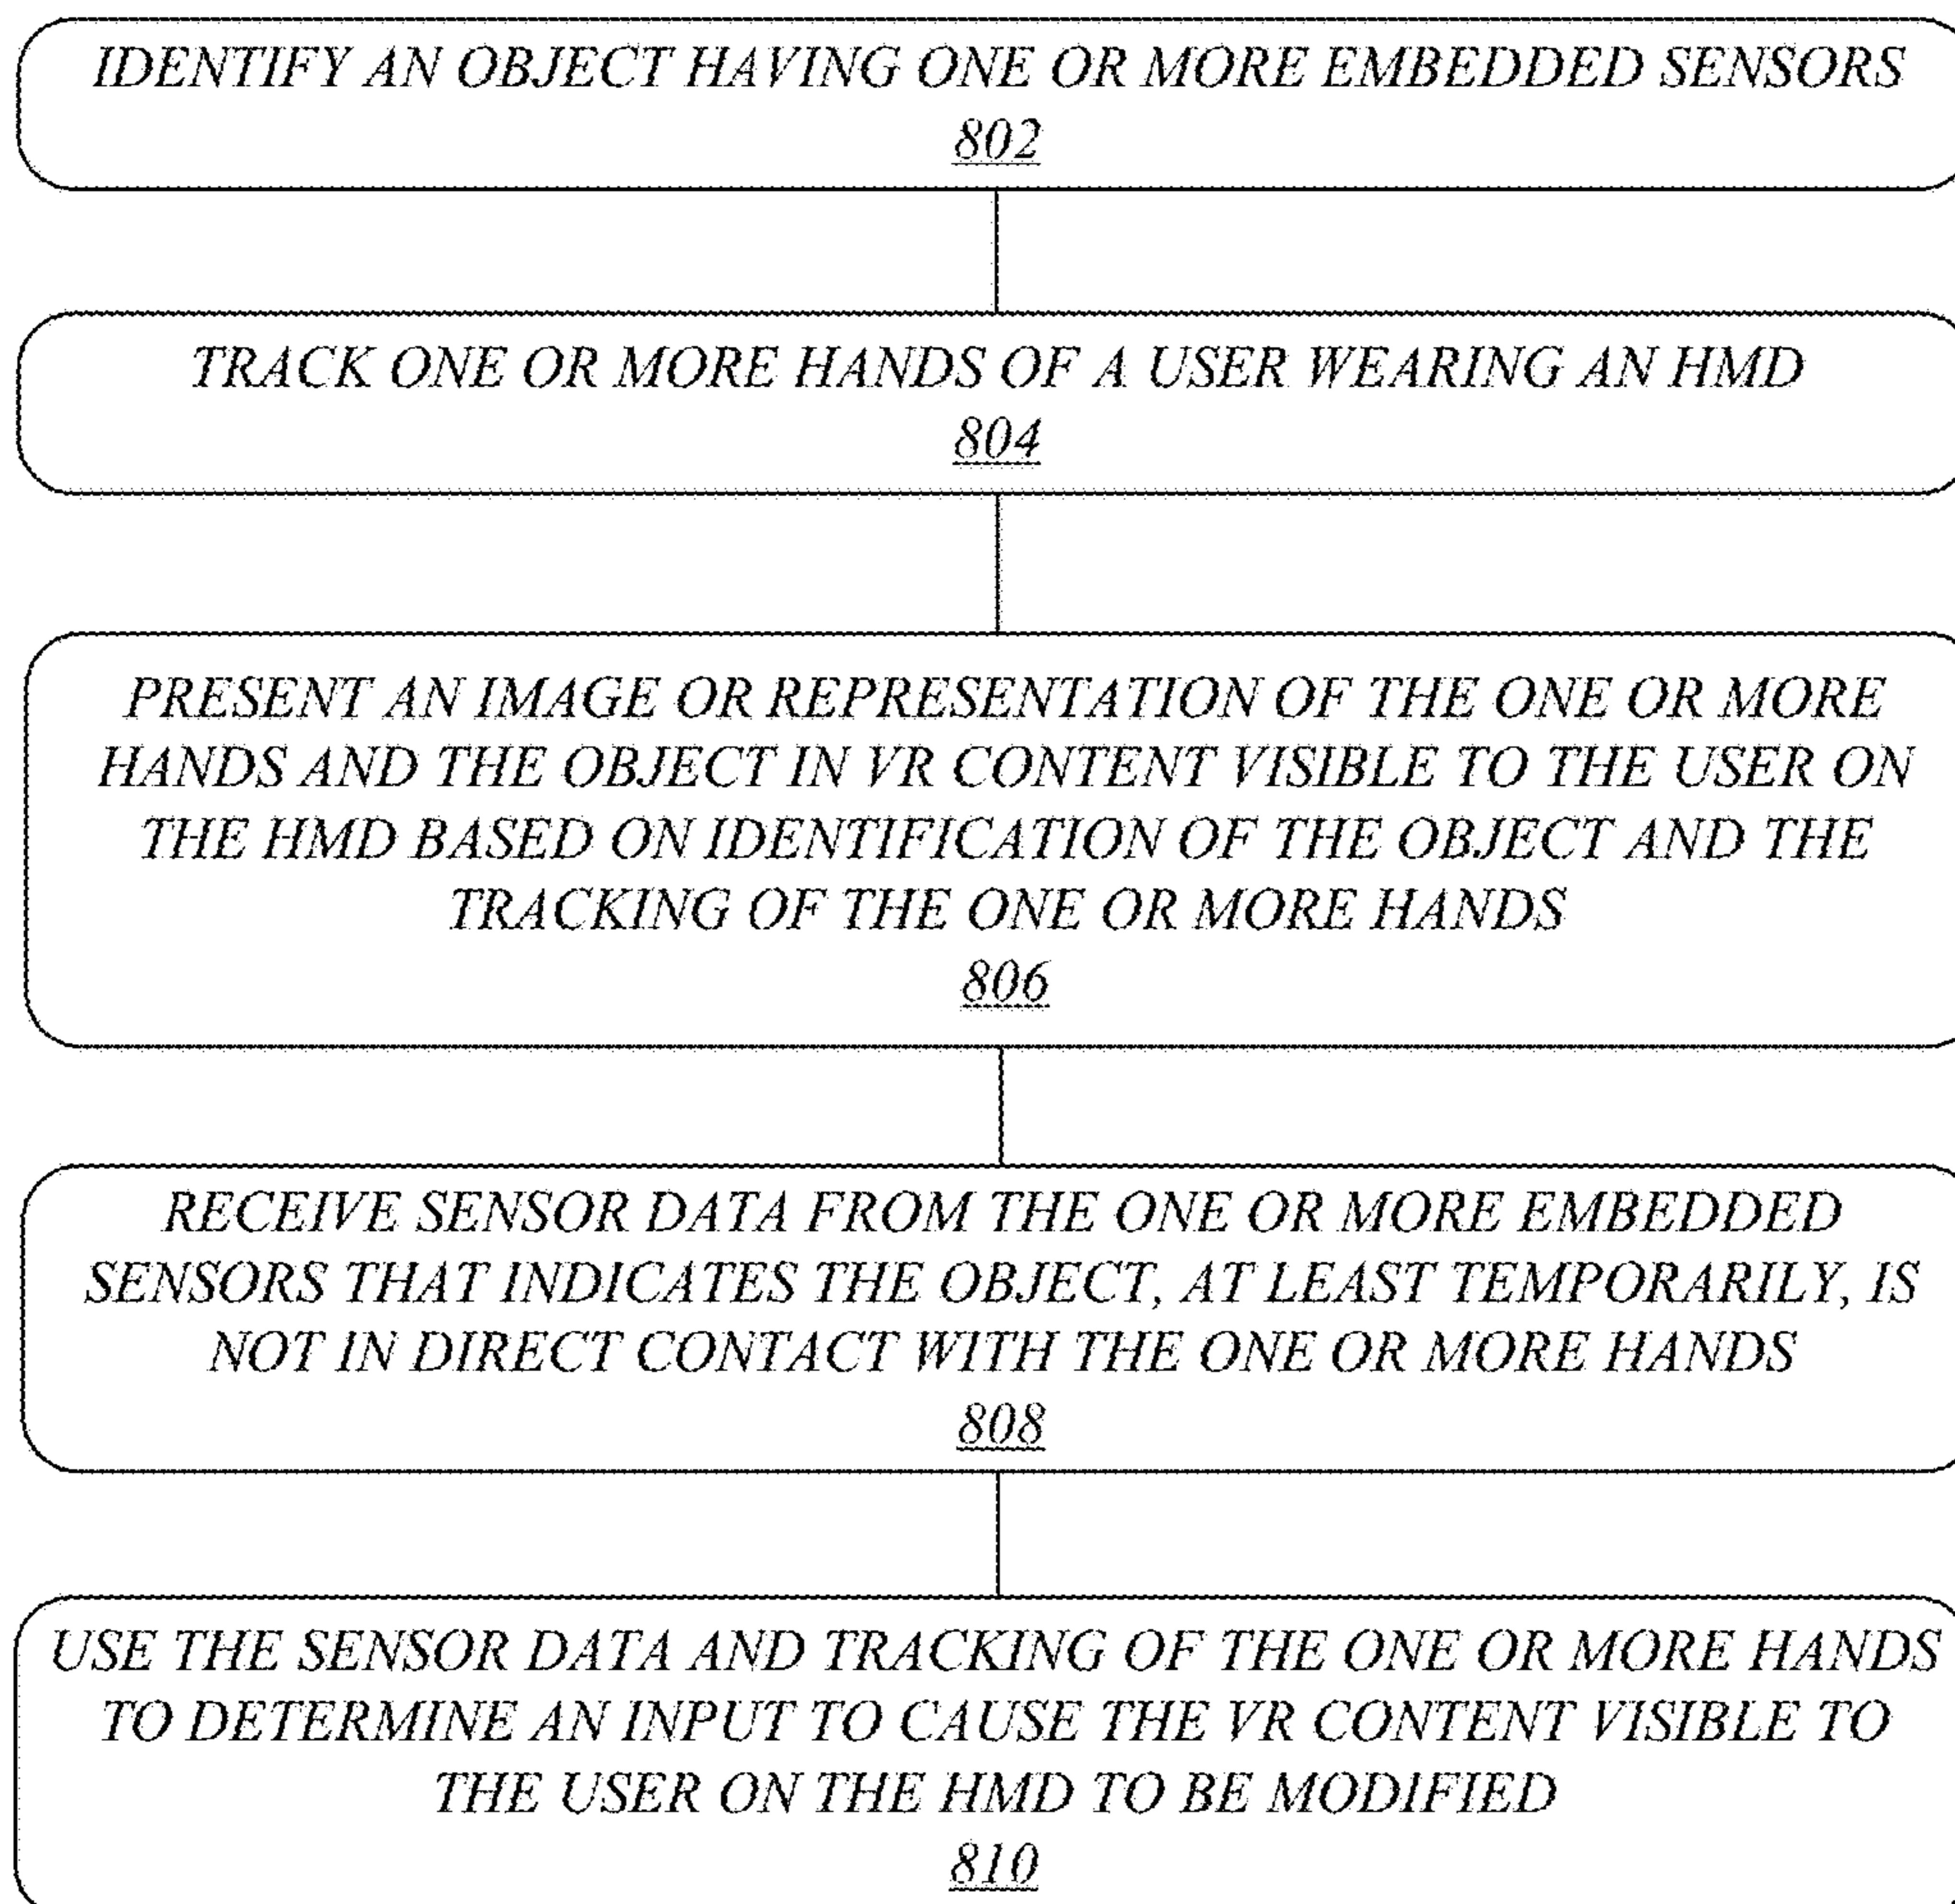 IDENTIFY AN OBJECT HAVING ONE OR MORE EMBEDDED SENSORS
802
TRACK ONE OR MORE HANDS OF A USER WEARING AN HMD
804
PRESENT AN IMAGE OR REPRESENTATION OF THE ONE OR MORE
HANDS AND THE OBJECT IN VR CONTENT VISIBLE TO THE USER ON
THE HMD BASED ON IDENTIFICATION OF THE OBJECT AND THE
TRACKING OF THE ONE OR MORE HANDS
806
RECEIVE SENSOR DATA FROM THE ONE OR MORE EMBEDDED
SENSORS THAT INDICATES THE OBJECT, AT LEAST TEMPORARILY, IS
NOT IN DIRECT CONTACT WITH THE ONE OR MORE HANDS
808
USE THE SENSOR DATA AND TRACKING OF THE ONE OR MORE HANDS
TO DETERMINE AN INPUT TO CAUSE THE VR CONTENT VISIBLE TO
THE USER ON THE HMD TO BE MODIFIED
810